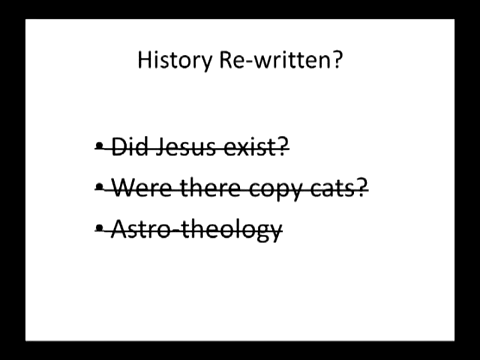 History Re-written?
• Did Jesus exist?
• Were there copy cats?
• Astro-theology